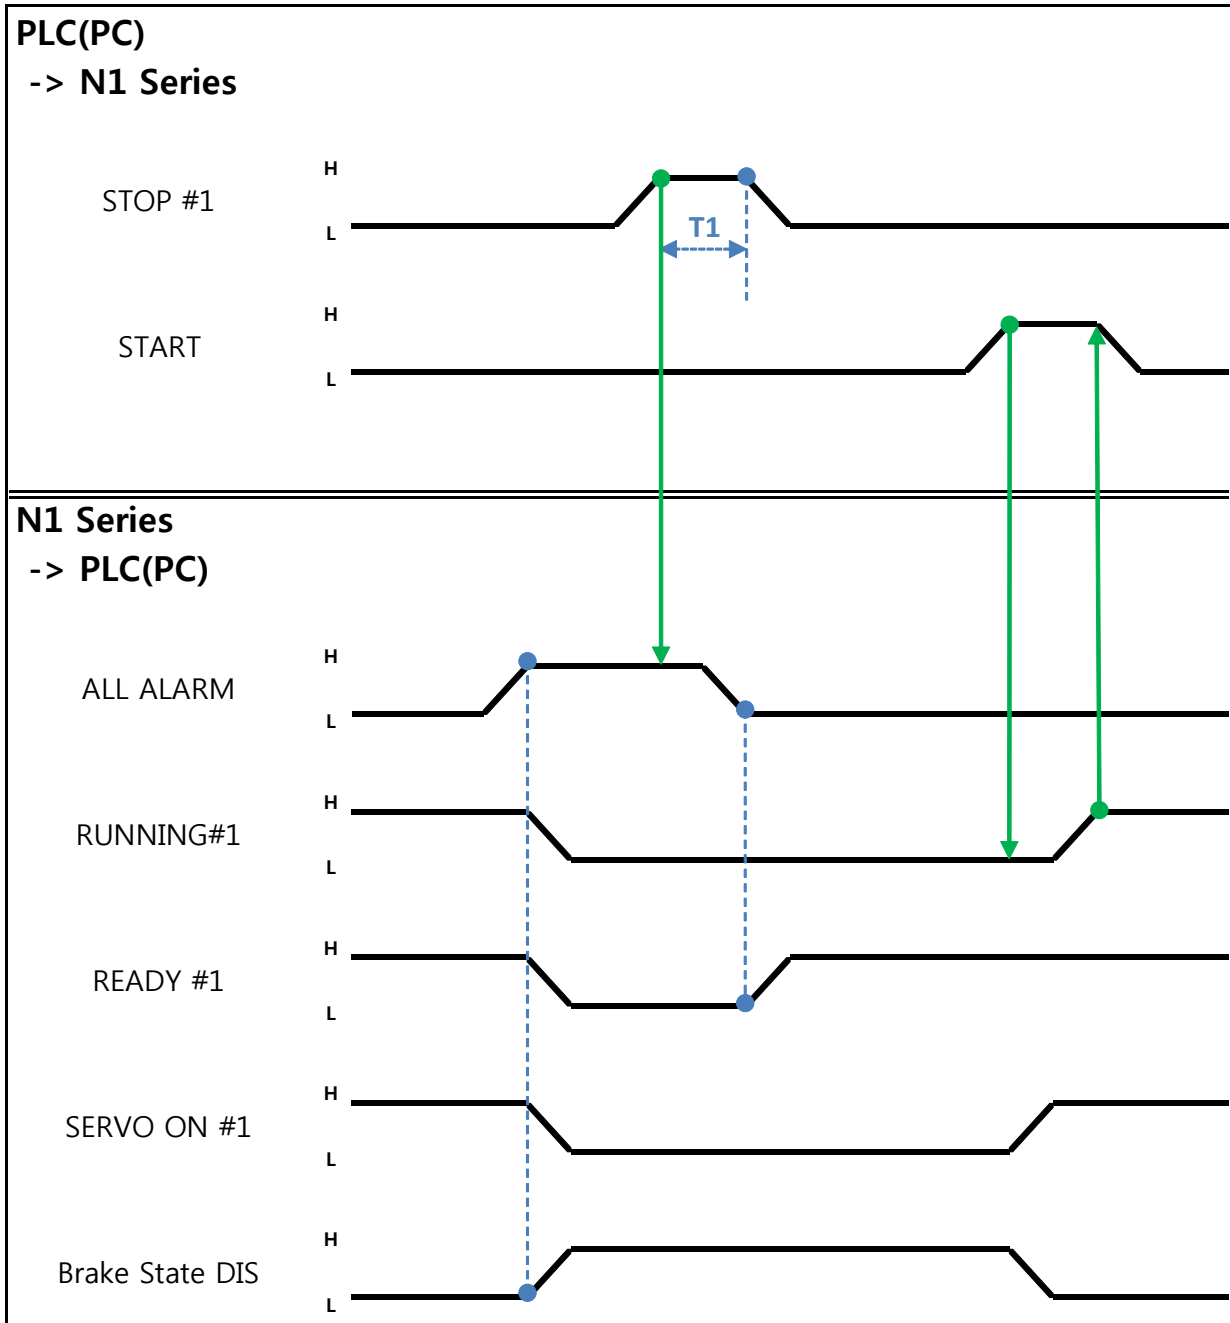 PLC(PC)
-> N1 Series
H
STOP #1
L
T1
H
START
L
N1 Series
-> PLC(PC)
H
ALL ALARM
L
H
RUNNING#1
L
H
READY #1
L
H
SERVO ON #1
L
H
Brake State DIS
L